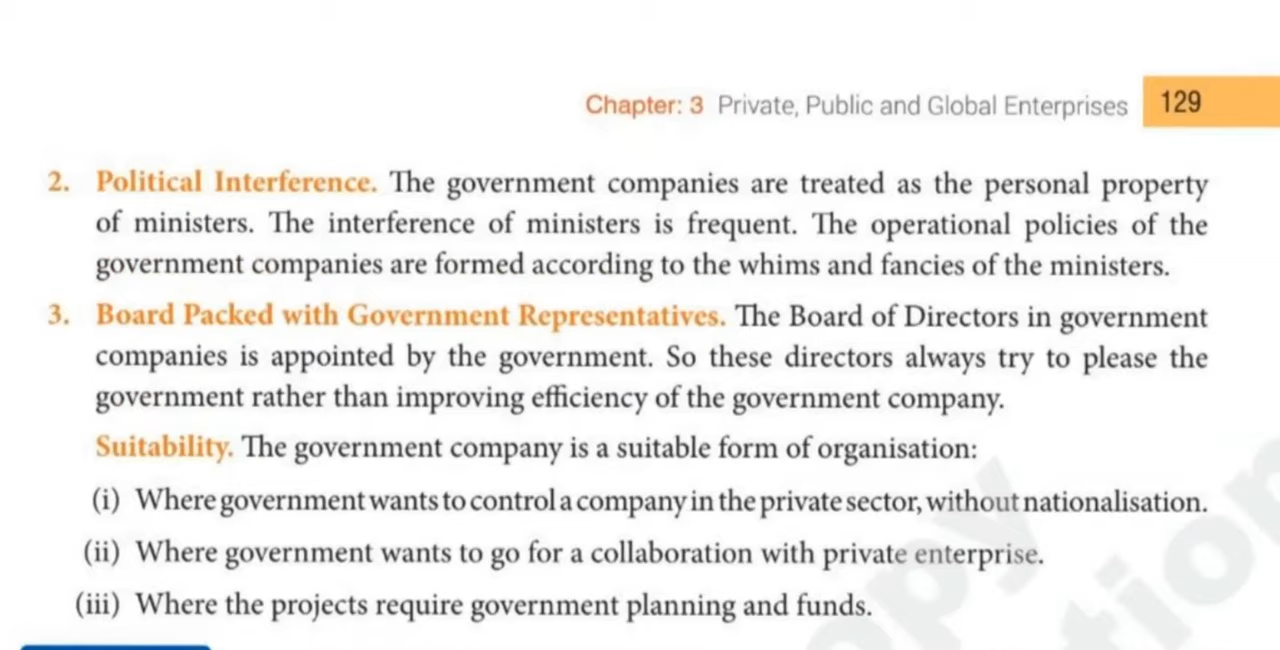 Chapter: 3 Private, Public and Global Enterprises 129
2. Political Interference. The government companies are treated as the personal property
of ministers. The interference of ministers is frequent. The operational policies of the
government companies are formed according to the whims and fancies of the ministers.
3. Board Packed with Government Representatives. The Board of Directors in government
companies is appointed by the government. So these directors always try to please the
government rather than improving efficiency of the government company.
Suitability. The government company is a suitable form of organisation:
(i) Where government wants to control a company in the private sector, without nationalisation.
(ii) Where government wants to go for a collaboration with private enterprise.
(iii) Where the projects require government planning and funds.